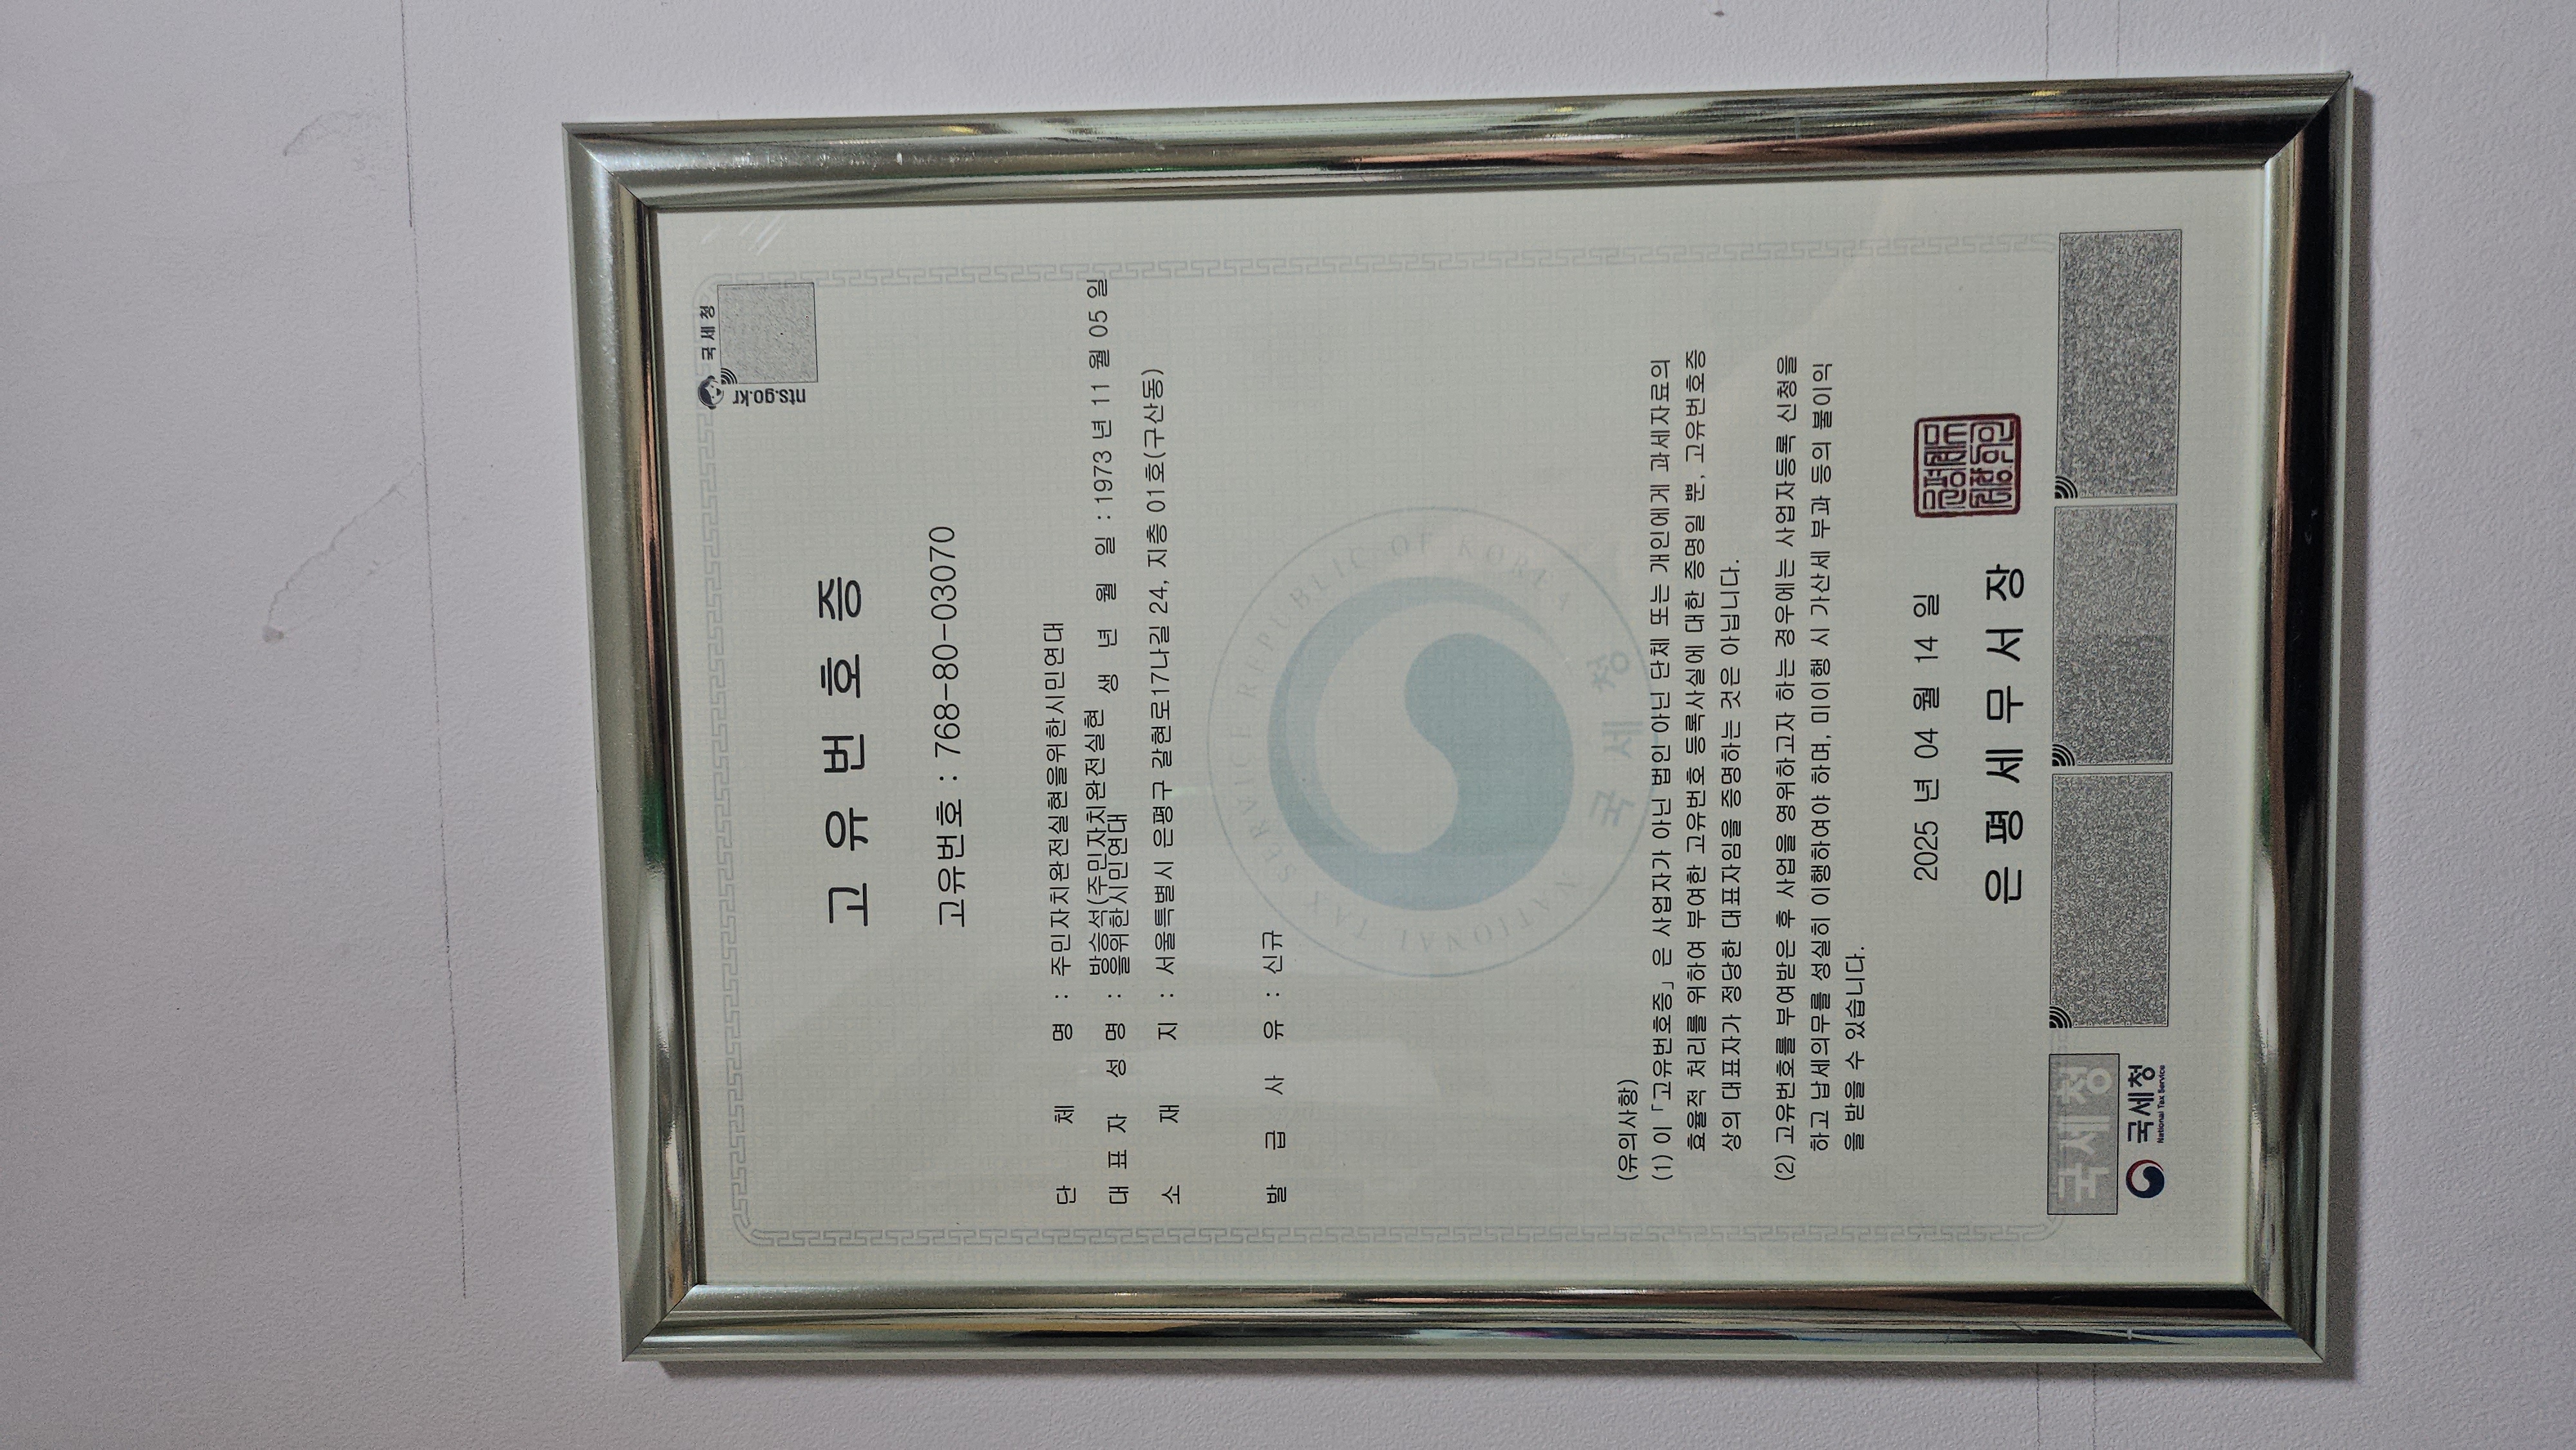 국세청
nts.go.kr
고유번호증
고유번호 : 768-80-03070
단체명 : 주민자치완전실현을위한시민연대
대표자성명 : 박승석(주민자치완전실현을위한시민연대 생년월일 : 1973 년 11 월 05 일
소재지 : 서울특별시 은평구 갈현로17나길 24, 지층 01호(구산동)
발급사유 : 신규
NATIONAL TAX SERVICE REPUBLIC OF KOREA
국세청
(유의사항)
(1) 이「고유번호증」은 사업자가 아닌 법인 아닌 단체 또는 개인에게 과세자료의
효율적 처리를 위하여 부여한 고유번호 등록사실에 대한 증명일 뿐, 고유번호증
상의 대표자가 정당한 대표자임을 증명하는 것은 아닙니다.
(2) 고유번호를 부여받은 후 사업을 영위하고자 하는 경우에는 사업자등록 신청을
하고 납세의무를 성실히 이행하여야 하며, 미이행 시 가산세 부과 등의 불이익
을 받을 수 있습니다.
2025 년 04 월 14 일
은평세무서장
국세청
국세청
National Tax Service